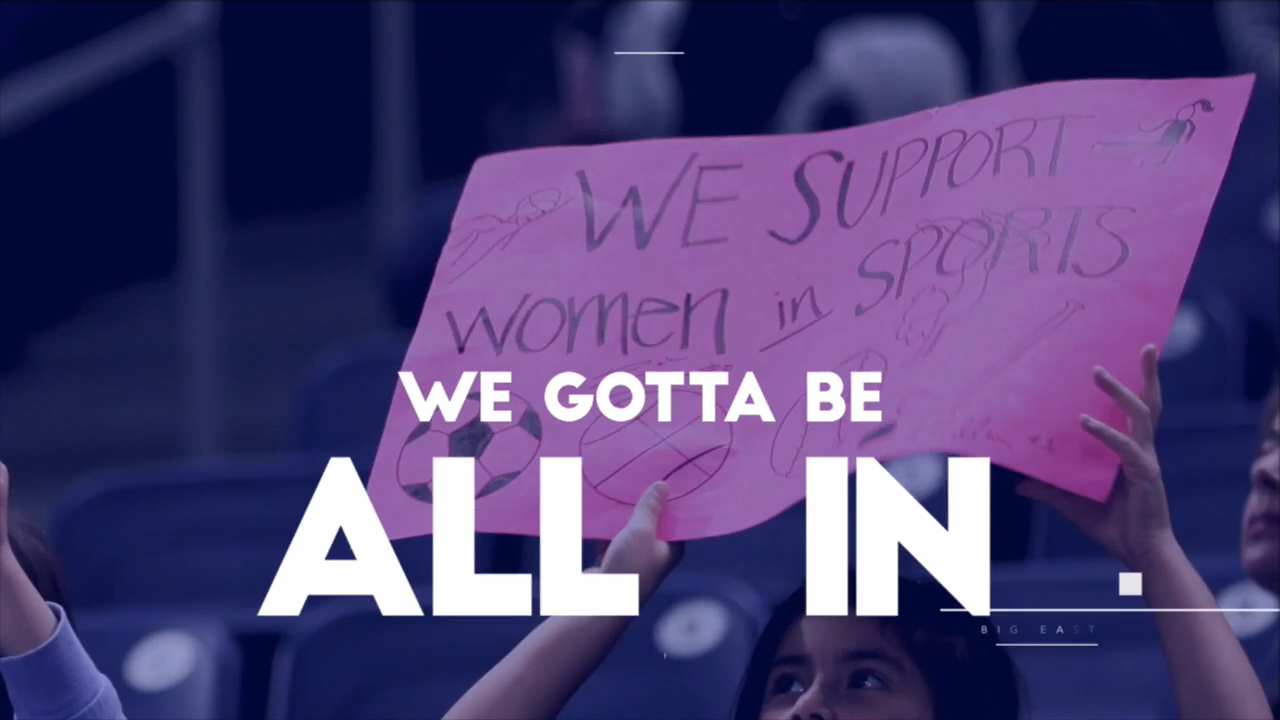 WE SUPPORT
women in SPORTS
WE GOTTA BE
ALL IN.
BIG EAST